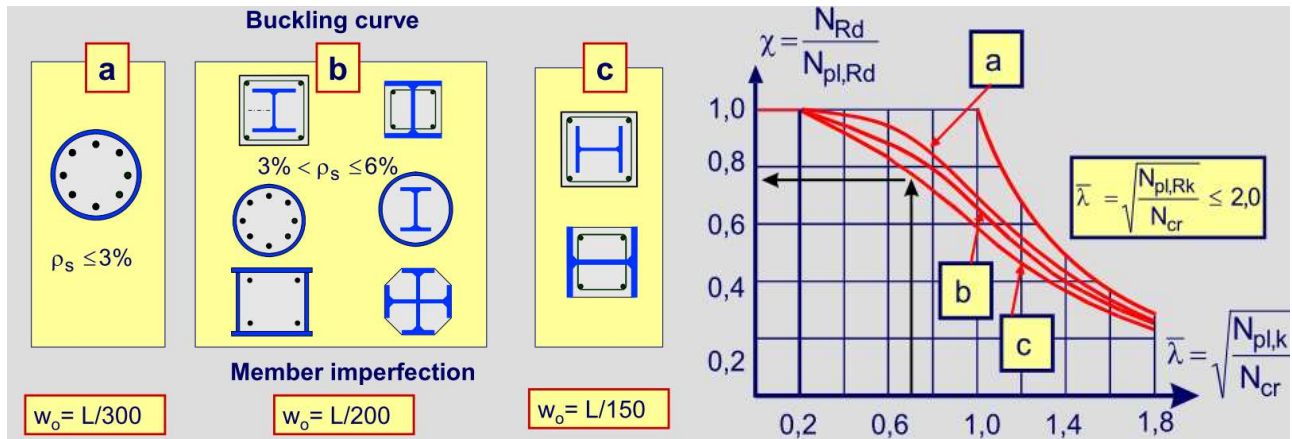 Buckling curve
a
b
c
3% < ρs ≤6%
ρs ≤3%
Member imperfection
wo= L/300
wo= L/200
wo= L/150
χ = NRd / Npl,Rd
a
1,0
0,8
0,6
0,4
0,2
b
c
λ̅ = √(Npl,Rk / Ncr) ≤ 2,0
λ̅ = √(Npl,k / Ncr)
0,2 0,6 1,0 1,4 1,8